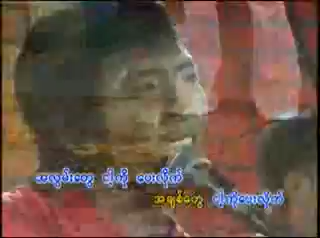 အလွမ်းတွေ ငါ့ကို ပေးလိုက်
အချစ်တွေ ငါ့ကိုပေးလိုက်